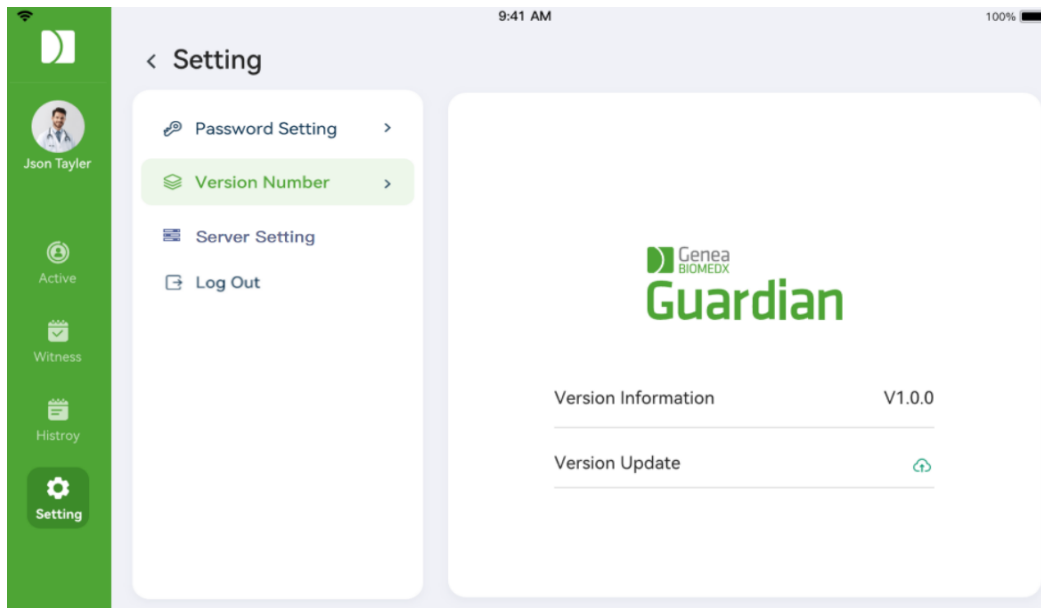 9:41 AM
100%
Setting
Json Tayler
Active
Witness
Histroy
Setting
Password Setting
Version Number
Server Setting
Log Out
Genea
BIOMEDX
Guardian
Version Information V1.0.0
Version Update